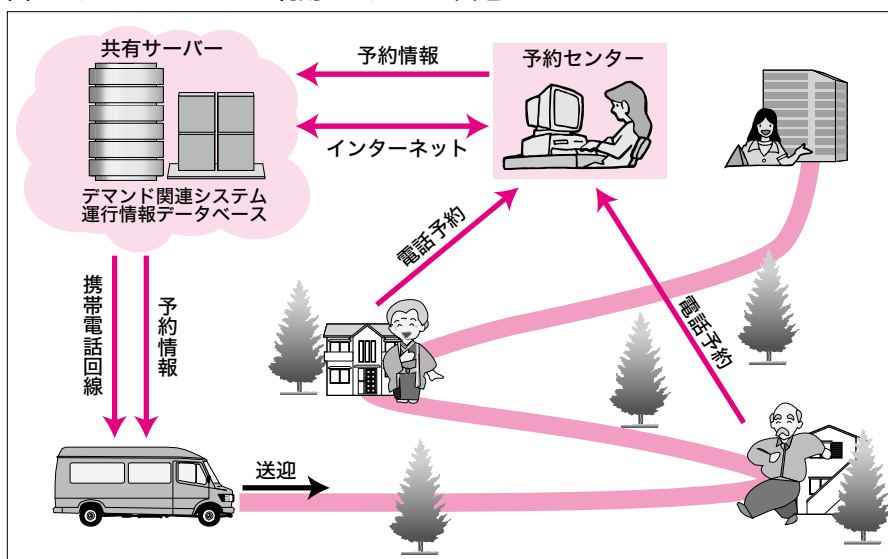 共有サーバー
予約情報
予約センター
インターネット
デマンド関連システム
運行情報データベース
電話予約
電話予約
携帯電話回線
予約情報
送迎